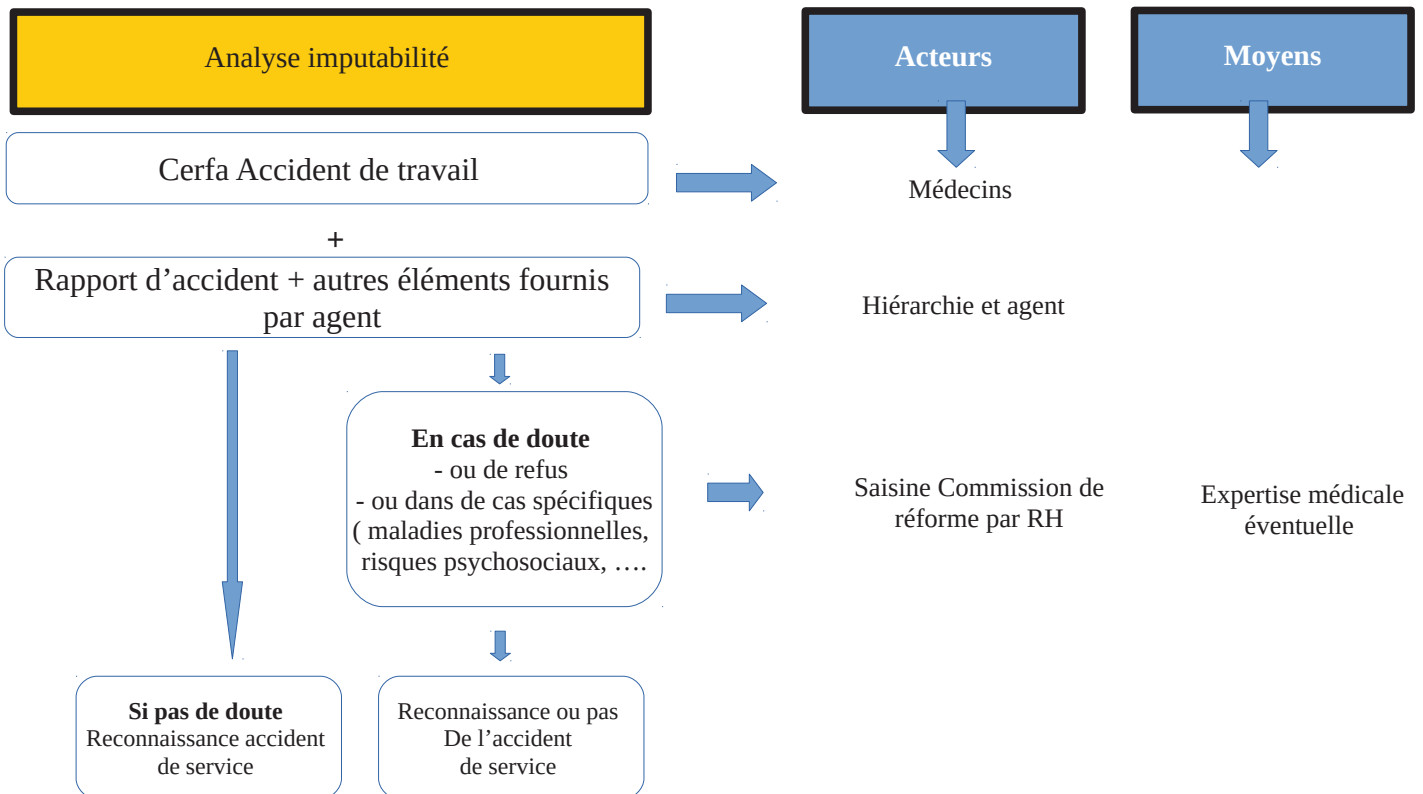 Analyse imputabilité
Acteurs
Moyens
Cerfa Accident de travail
Médecins
+
Rapport d’accident + autres éléments fournis
par agent
Hiérarchie et agent
En cas de doute
- ou de refus
- ou dans de cas spécifiques
( maladies professionnelles,
risques psychosociaux, ….
Saisine Commission de
réforme par RH
Expertise médicale
éventuelle
Si pas de doute
Reconnaissance accident
de service
Reconnaissance ou pas
De l’accident
de service